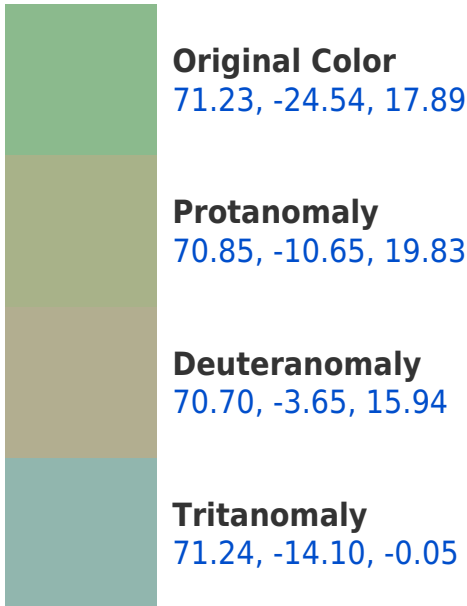 Original Color
71.23, -24.54, 17.89
Protanomaly
70.85, -10.65, 19.83
Deuteranomaly
70.70, -3.65, 15.94
Tritanomaly
71.24, -14.10, -0.05